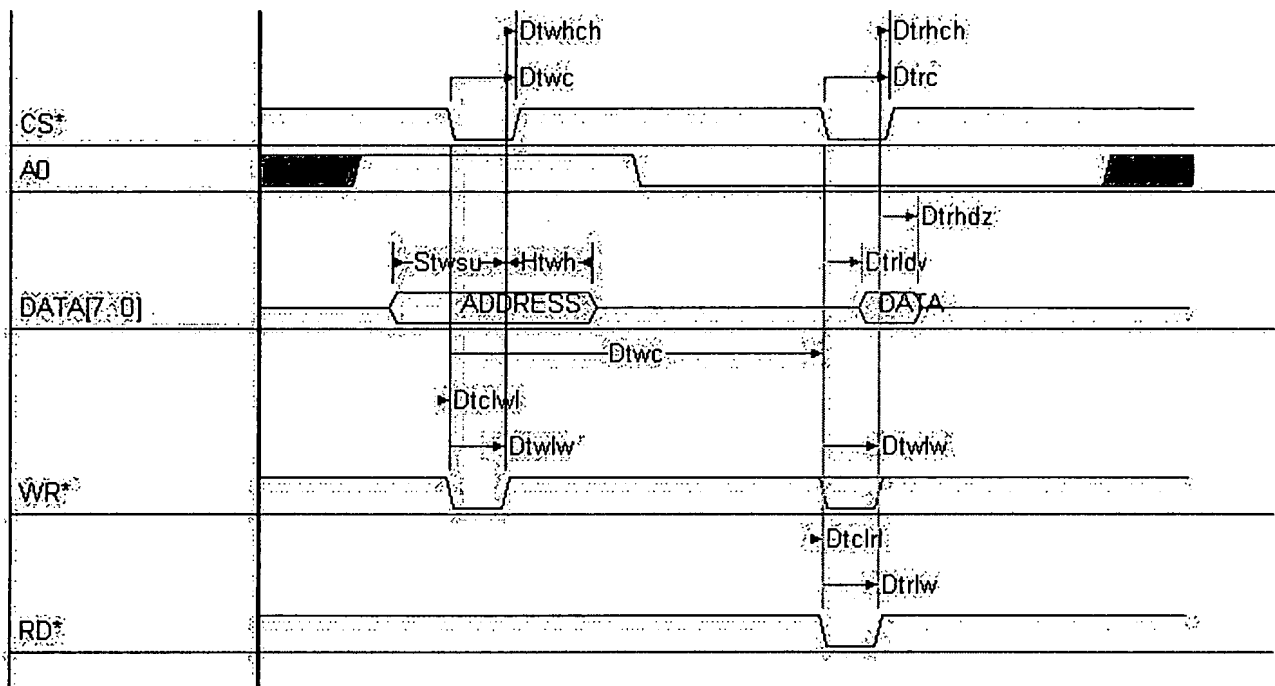 Dtwhch Dtrhch
Dtwc Dtrc
CS*
A0
Dtrhdz
Stwsu Htwh Dtrldv
DATA[7:0] ADDRESS DATA
Dtwc
Dtclwl
Dtwlw Dtwlw
WR*
Dtclrl
Dtrlw
RD*